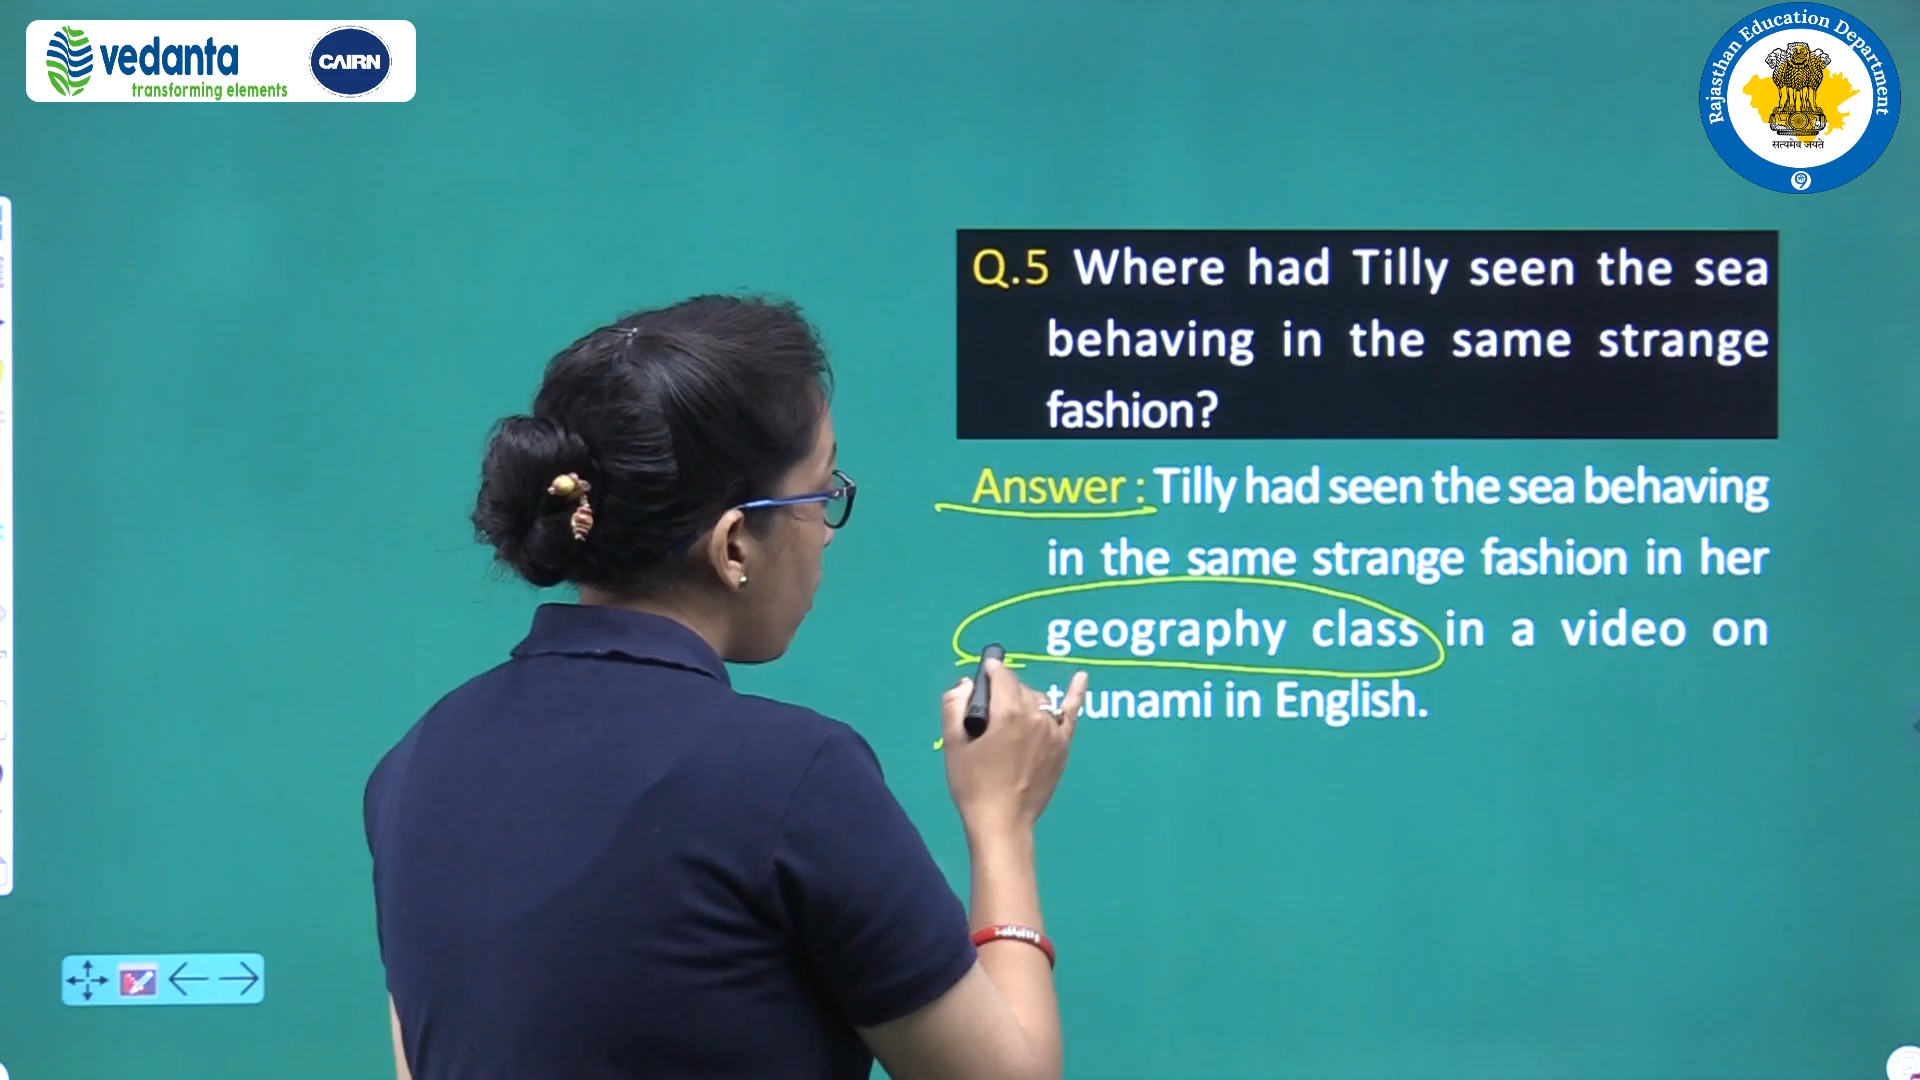 vedanta
transforming elements
CAIRN
Rajasthan Education Department
सत्यमेव जयते
Q.5 Where had Tilly seen the sea
behaving in the same strange
fashion?
Answer : Tilly had seen the sea behaving
in the same strange fashion in her
geography class in a video on
tsunami in English.